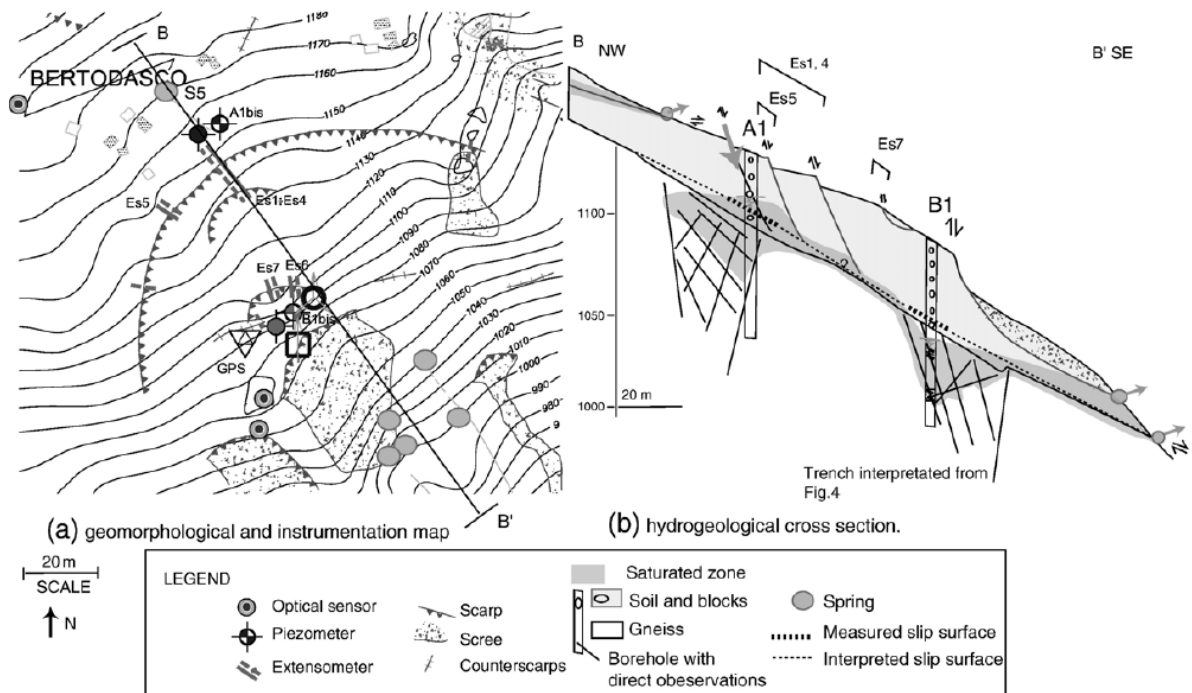 BERTODASCO
B
S5
A1bis
1180
1170
1160
1150
1140
1130
1120
1110
1100
1090
1080
1070
1060
1050
1040
1030
1020
1010
1000
990
980
9
Es5
Es1÷Es4
Es7
Es6
B1bis
GPS
B'
(a) geomorphological and instrumentation map
B
NW
B' SE
Es1, 4
Es5
A1
Es7
B1
1100
1050
1000
20 m
?
Trench interpretated from
Fig.4
(b) hydrogeological cross section.
20 m
SCALE
N
LEGEND
Optical sensor
Piezometer
Extensometer
Scarp
Scree
Counterscarps
Saturated zone
Soil and blocks
Gneiss
Borehole with
direct obeservations
Spring
Measured slip surface
Interpreted slip surface